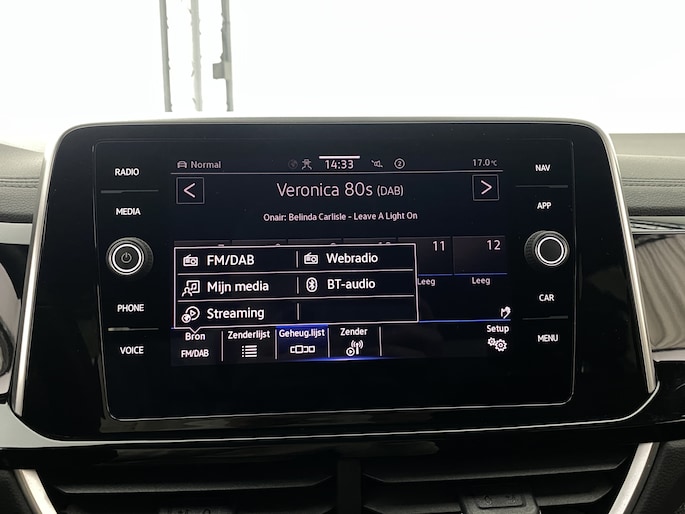 RADIO
MEDIA
PHONE
VOICE
Normal
14:33
2
17.0°C
Veronica 80s (DAB)
Onair: Belinda Carlisle - Leave A Light On
11
12
Leeg
Leeg
FM/DAB
Webradio
Mijn media
BT-audio
Streaming
Bron
FM/DAB
Zenderlijst
Geheug.lijst
Zender
Setup
NAV
APP
CAR
MENU